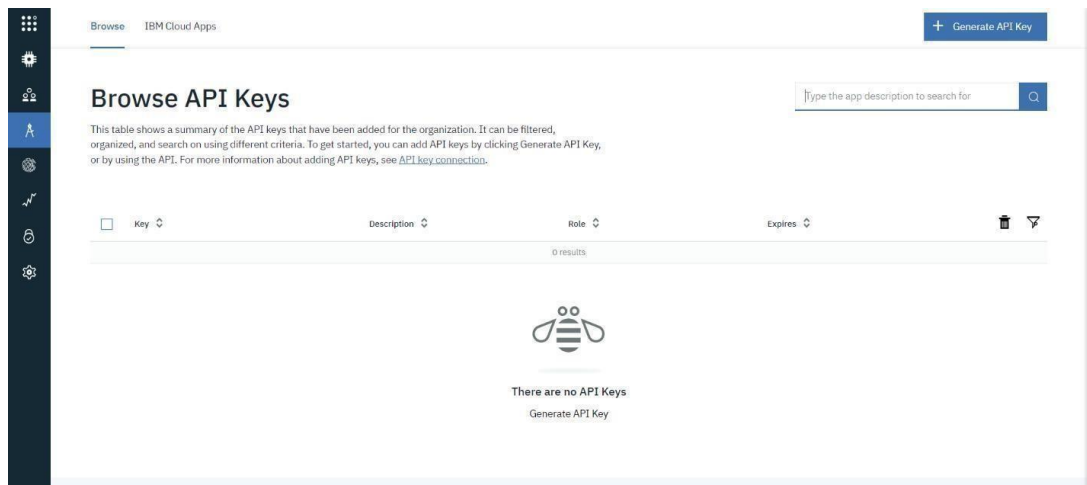 Browse IBM Cloud Apps
+ Generate API Key
Browse API Keys
Type the app description to search for
This table shows a summary of the API keys that have been added for the organization. It can be filtered,
organized, and search on using different criteria. To get started, you can add API keys by clicking Generate API Key,
or by using the API. For more information about adding API keys, see API key connection.
Key Description Role Expires
0 results
There are no API Keys
Generate API Key